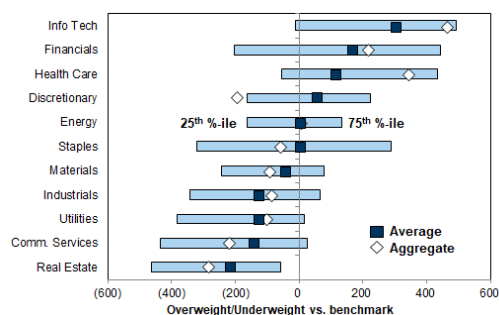 Info Tech
Financials
Health Care
Discretionary
Energy
25th %-ile
75th %-ile
Staples
Materials
Industrials
Utilities
Comm. Services
Real Estate
Average
Aggregate
(600) (400) (200) 0 200 400 600
Overweight/Underweight vs. benchmark